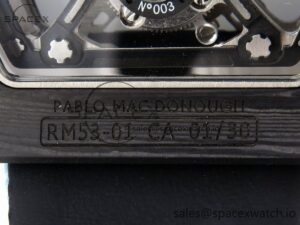 SPACEX
N°003
PABLO MAC DONOUGH
RM53-01 CA 01/30
sales@spacexwatch.io